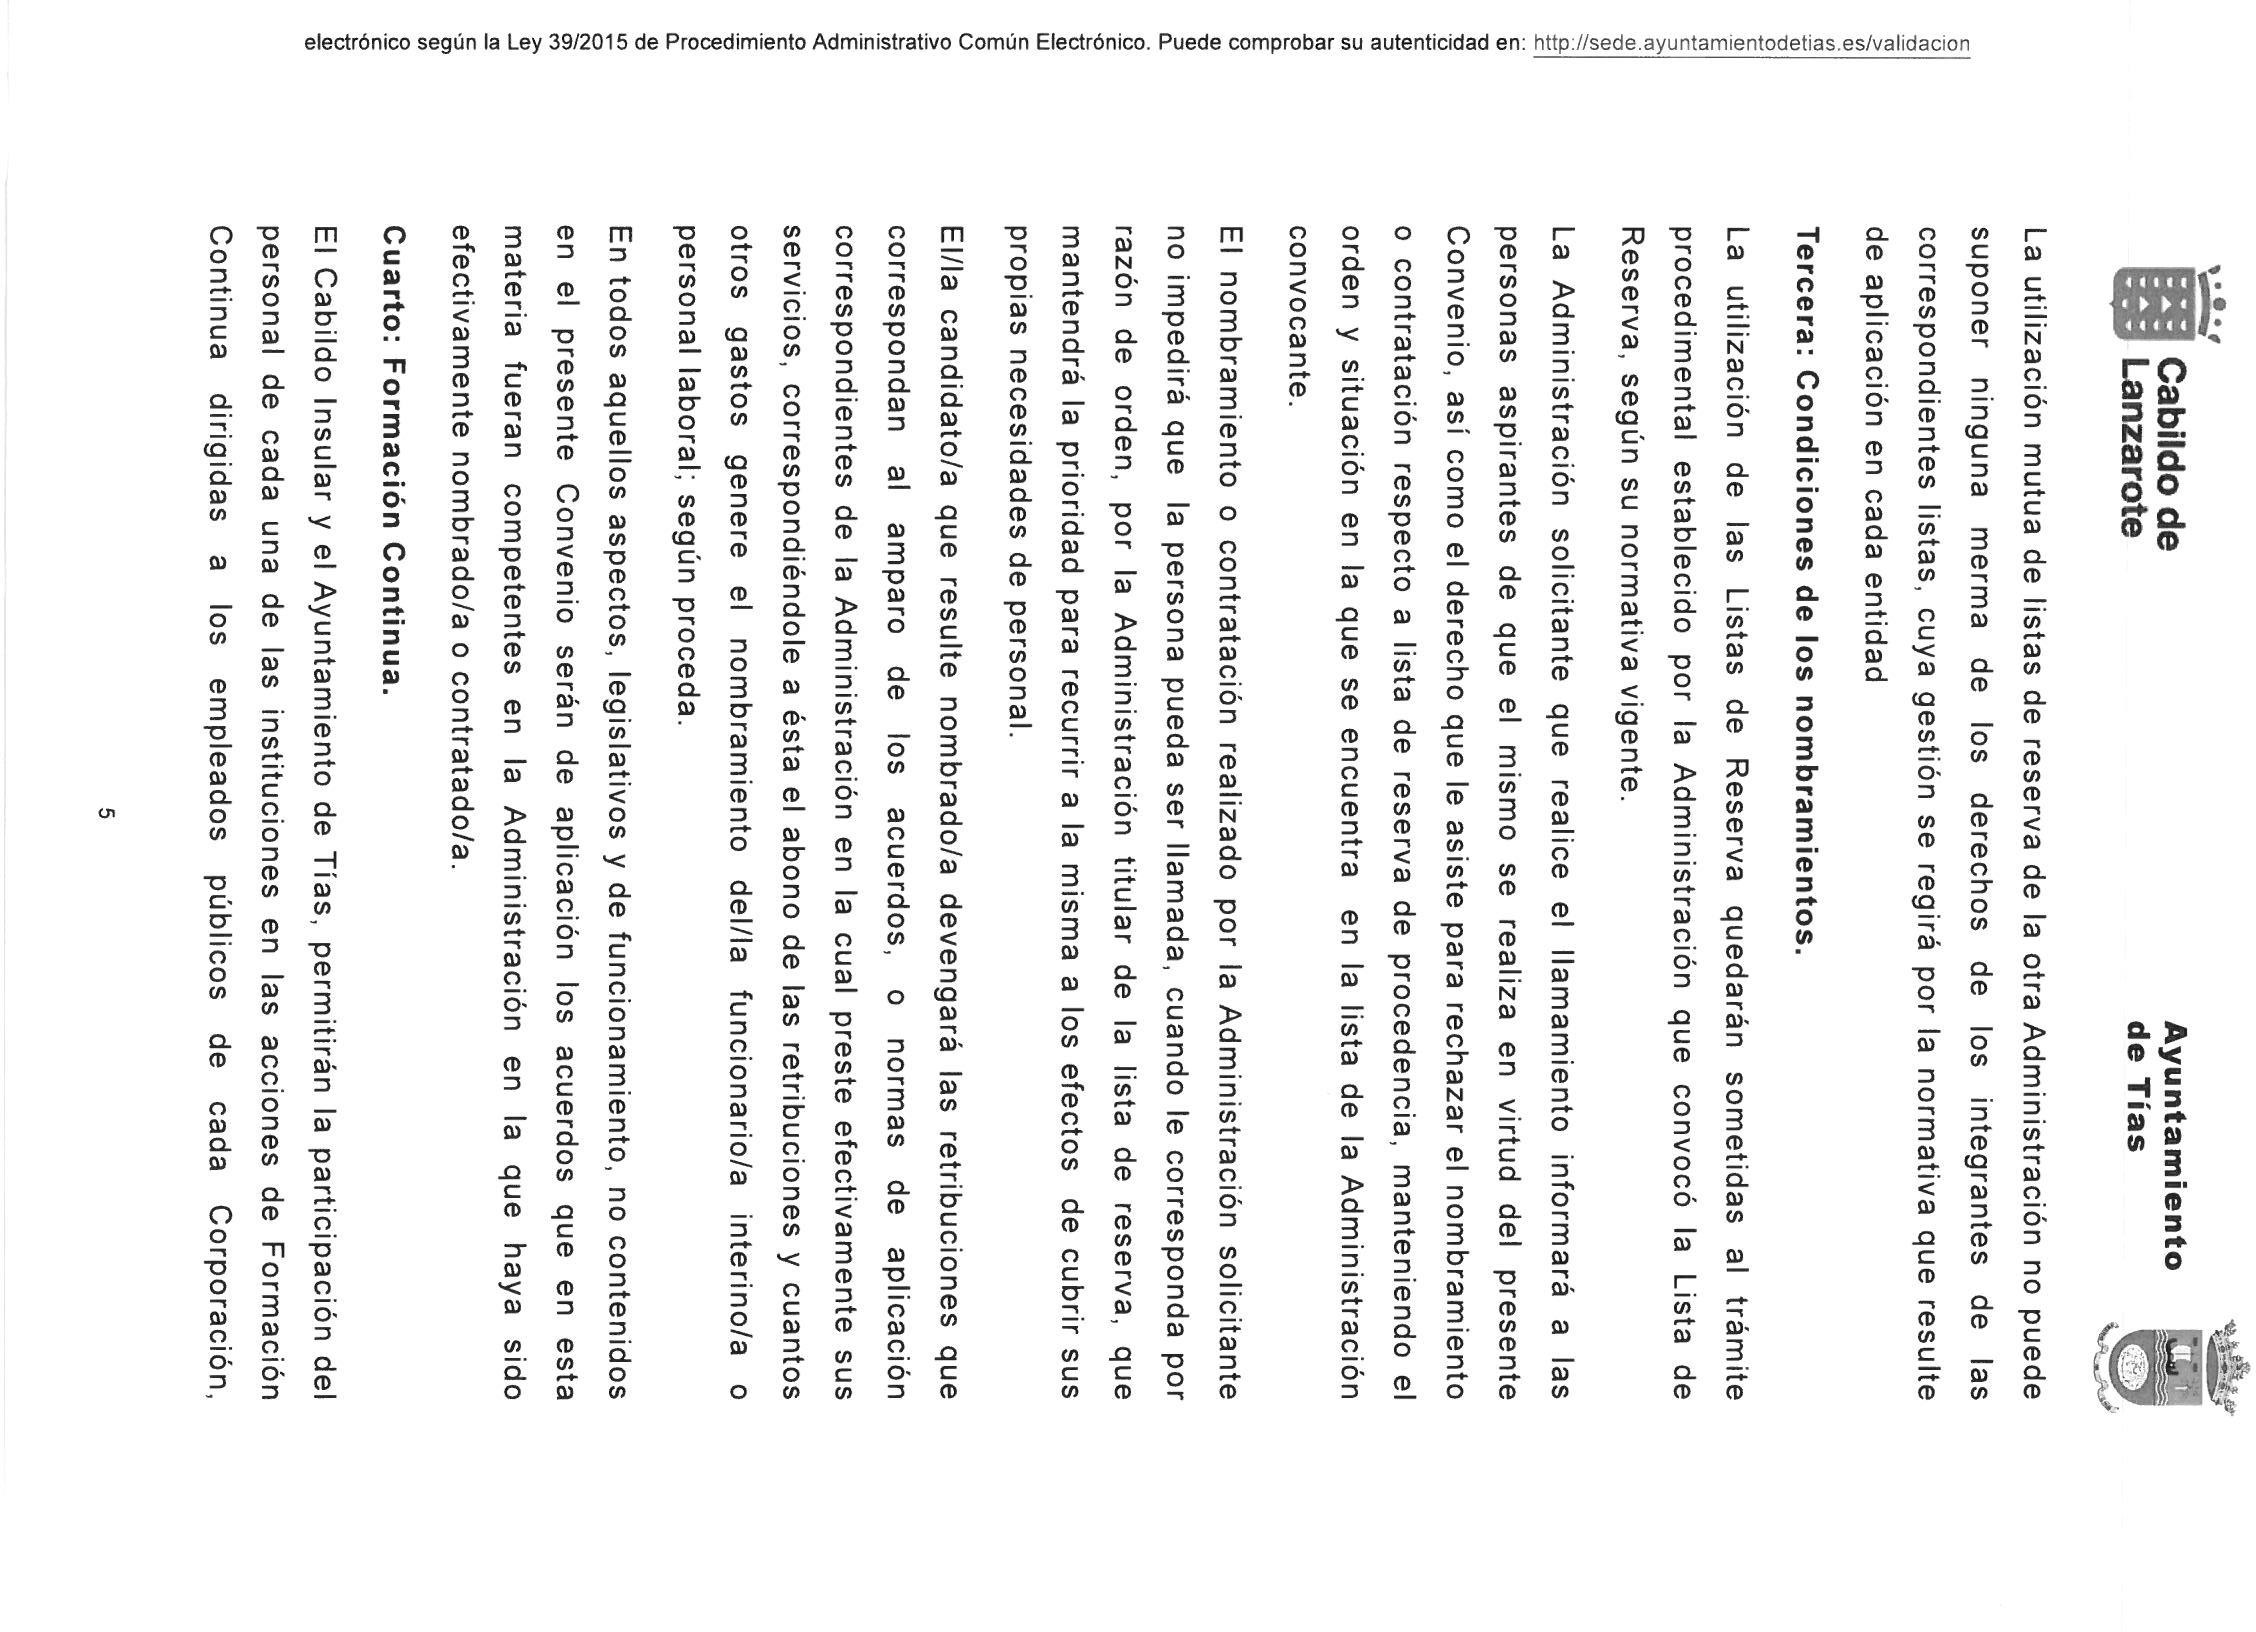 electrónico según la Ley 39/2015 de Procedimiento Administrativo Común Electrónico. Puede comprobar su autenticidad en: http://sede.ayuntamientodetias.es/validacion
Cabildo de
Lanzarote
Ayuntamiento
de Tías
La utilización mutua de listas de reserva de la otra Administración no puede
suponer ninguna merma de los derechos de los integrantes de las
correspondientes listas, cuya gestión se regirá por la normativa que resulte
de aplicación en cada entidad
Tercera: Condiciones de los nombramientos.
La utilización de las Listas de Reserva quedarán sometidas al trámite
procedimental establecido por la Administración que convocó la Lista de
Reserva, según su normativa vigente.
La Administración solicitante que realice el llamamiento informará a las
personas aspirantes de que el mismo se realiza en virtud del presente
Convenio, así como el derecho que le asiste para rechazar el nombramiento
o contratación respecto a lista de reserva de procedencia, manteniendo el
orden y situación en la que se encuentra en la lista de la Administración
convocante.
El nombramiento o contratación realizado por la Administración solicitante
no impedirá que la persona pueda ser llamada, cuando le corresponda por
razón de orden, por la Administración titular de la lista de reserva, que
mantendrá la prioridad para recurrir a la misma a los efectos de cubrir sus
propias necesidades de personal.
El/la candidato/a que resulte nombrado/a devengará las retribuciones que
correspondan al amparo de los acuerdos, o normas de aplicación
correspondientes de la Administración en la cual preste efectivamente sus
servicios, correspondiéndole a ésta el abono de las retribuciones y cuantos
otros gastos genere el nombramiento del/la funcionario/a interino/a o
personal laboral; según proceda.
En todos aquellos aspectos, legislativos y de funcionamiento, no contenidos
en el presente Convenio serán de aplicación los acuerdos que en esta
materia fueran competentes en la Administración en la que haya sido
efectivamente nombrado/a o contratado/a.
Cuarto: Formación Continua.
El Cabildo Insular y el Ayuntamiento de Tías, permitirán la participación del
personal de cada una de las instituciones en las acciones de Formación
Continua dirigidas a los empleados públicos de cada Corporación,
5